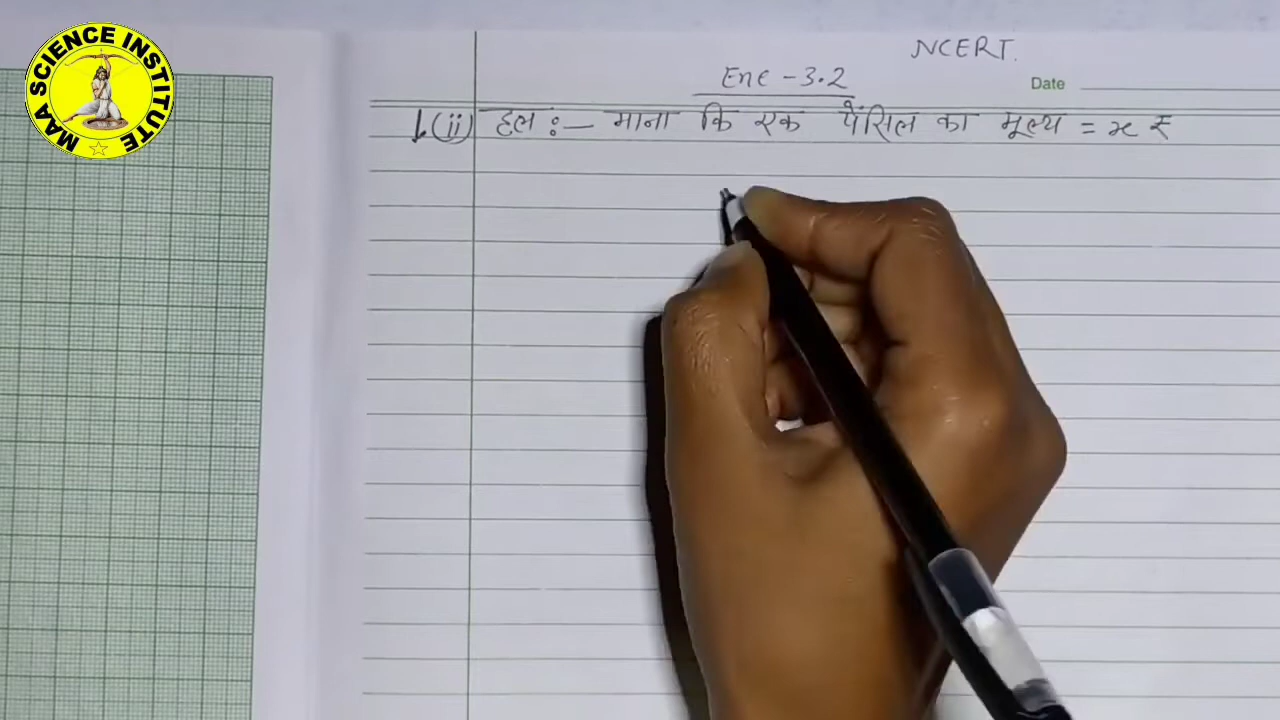 MAA SCIENCE INSTITUTE
NCERT.
Exe - 3.2
Date
1.(ii) हल :- माना कि एक पेंसिल का मूल्य = x ₹